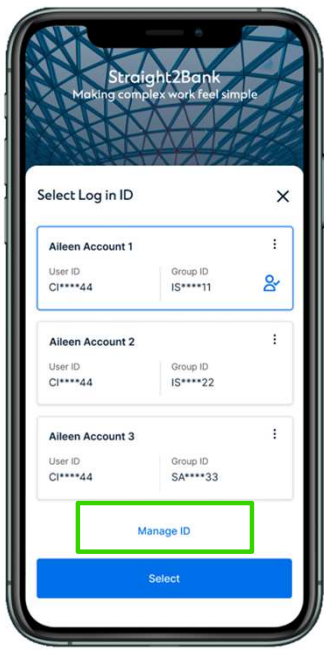 Straight2Bank
Making complex work feel simple
Select Log in ID
Aileen Account 1
User ID Group ID
CI****44 IS****11
Aileen Account 2
User ID Group ID
CI****44 IS****22
Aileen Account 3
User ID Group ID
CI****44 SA****33
Manage ID
Select